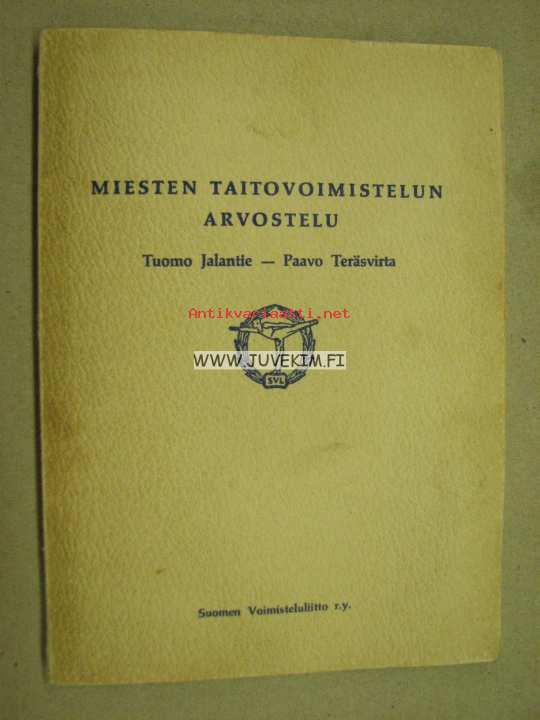 MIESTEN TAITOVOIMISTELUN
ARVOSTELU
Tuomo Jalantie — Paavo Teräsvirta
Antikvariaatti.net
WWW.JUVEKIM.FI
SVL
Suomen Voimisteluliitto r.y.